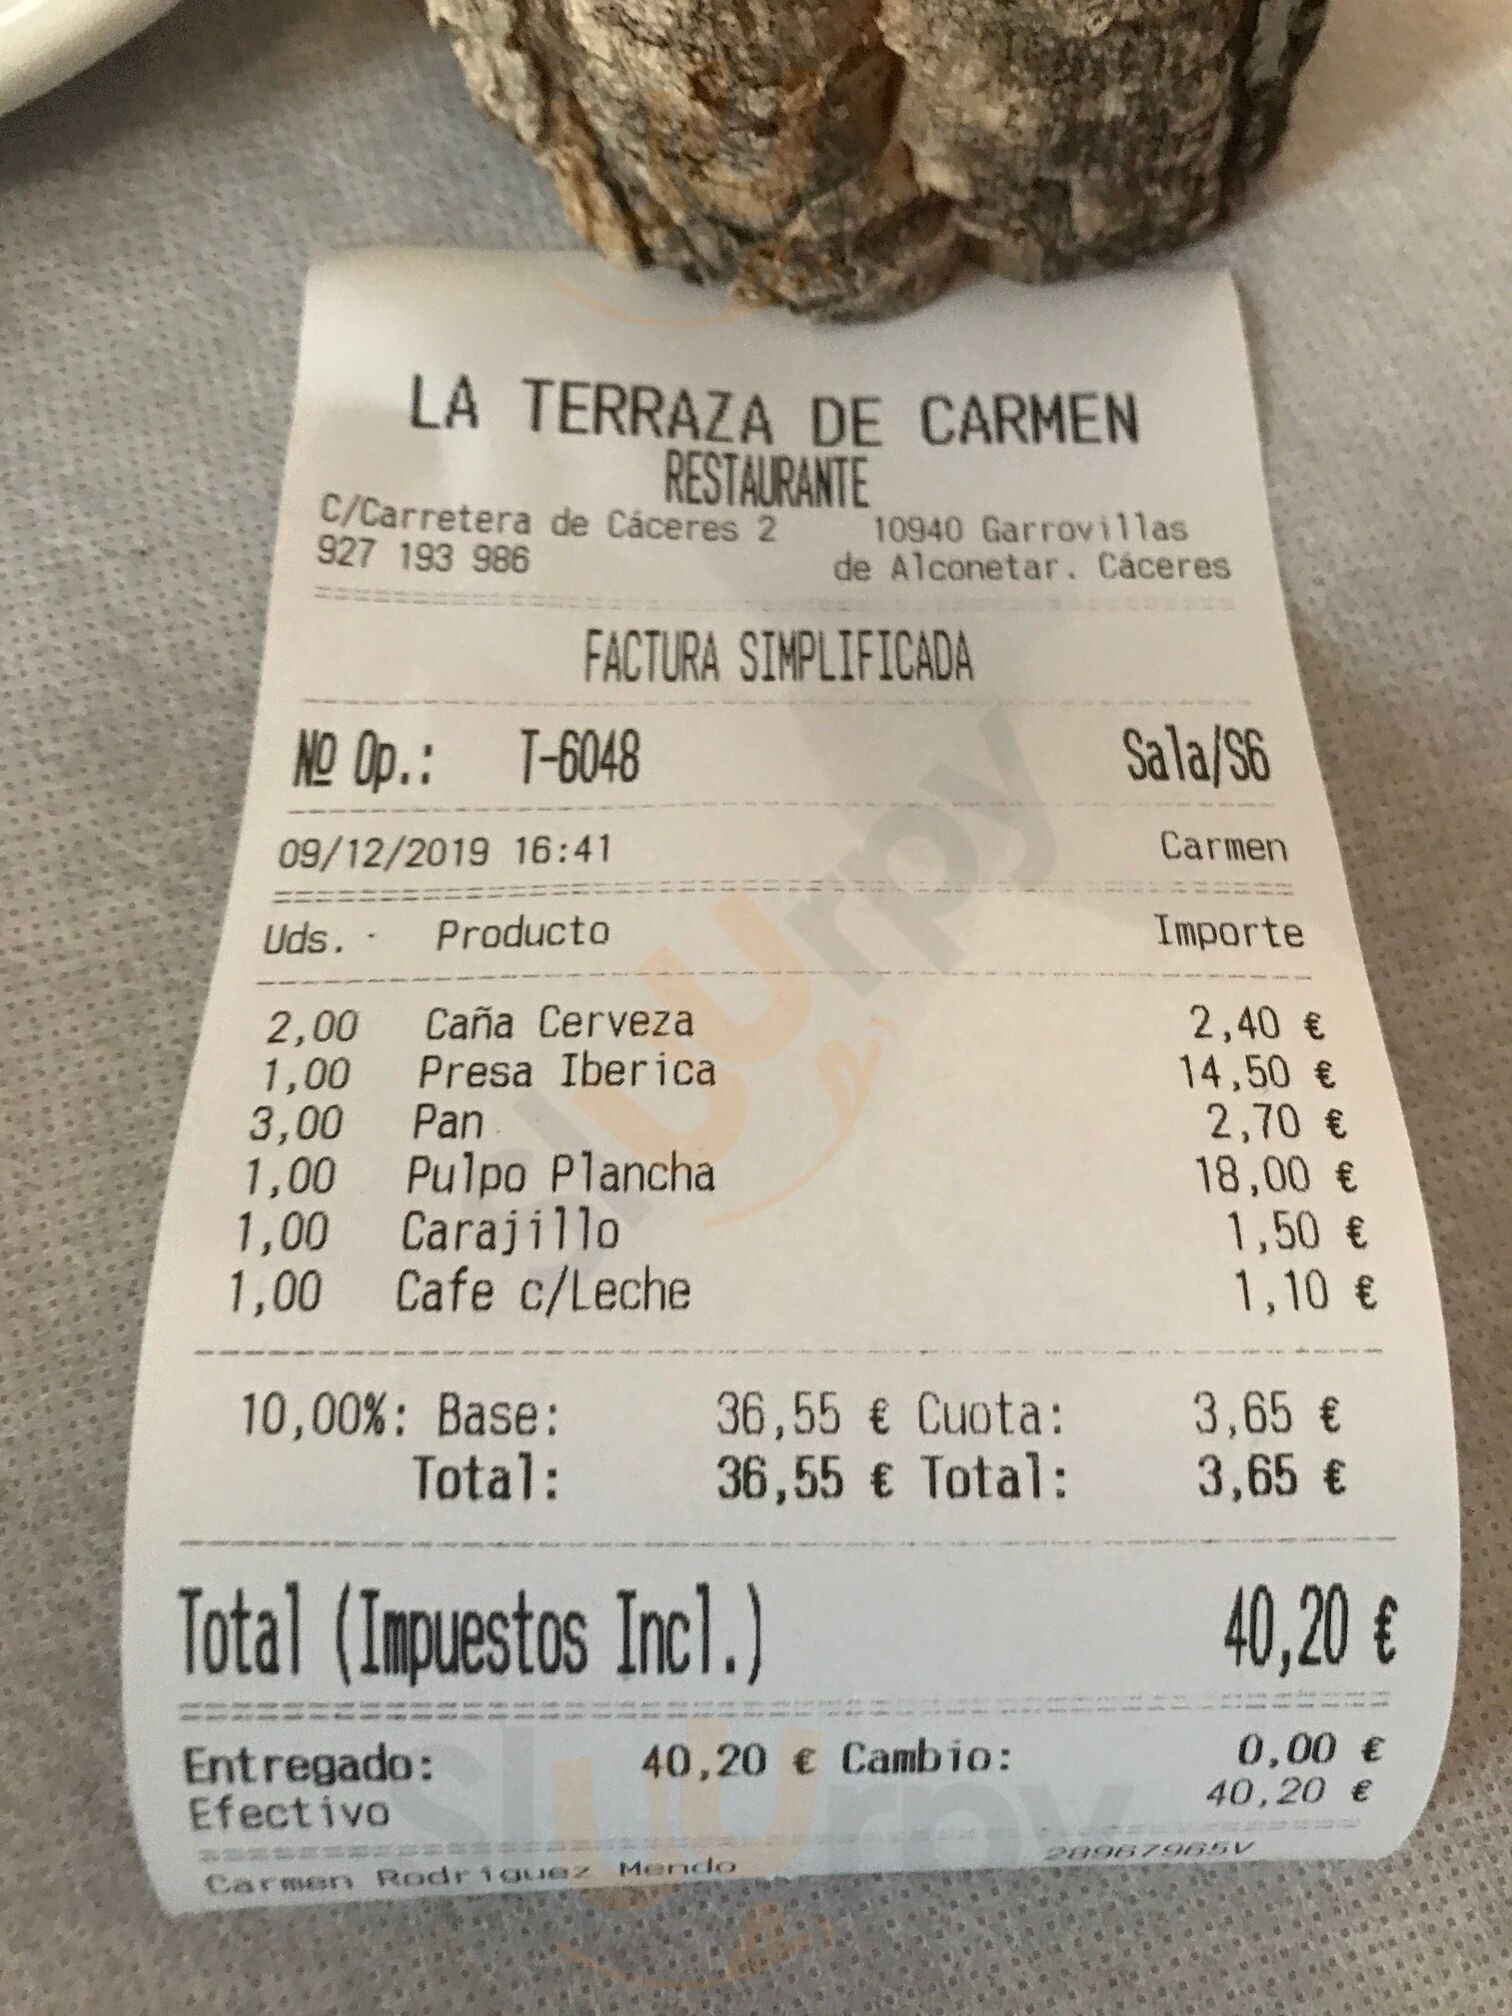 LA TERRAZA DE CARMEN
RESTAURANTE
C/Carretera de Cáceres 2 10940 Garrovillas
927 193 986 de Alconetar. Cáceres
FACTURA SIMPLIFICADA
Nº Op.: T-6048 Sala/S6
09/12/2019 16:41 Carmen
Uds. Producto Importe
2,00 Caña Cerveza 2,40 €
1,00 Presa Iberica 14,50 €
3,00 Pan 2,70 €
1,00 Pulpo Plancha 18,00 €
1,00 Carajillo 1,50 €
1,00 Cafe c/Leche 1,10 €
10,00%: Base: 36,55 € Cuota: 3,65 €
Total: 36,55 € Total: 3,65 €
Total (Impuestos Incl.) 40,20 €
Entregado: 40,20 € Cambio: 0,00 €
Efectivo 40,20 €
Carmen Rodriguez Mendo 28967965V
Slurpy
Slurpy